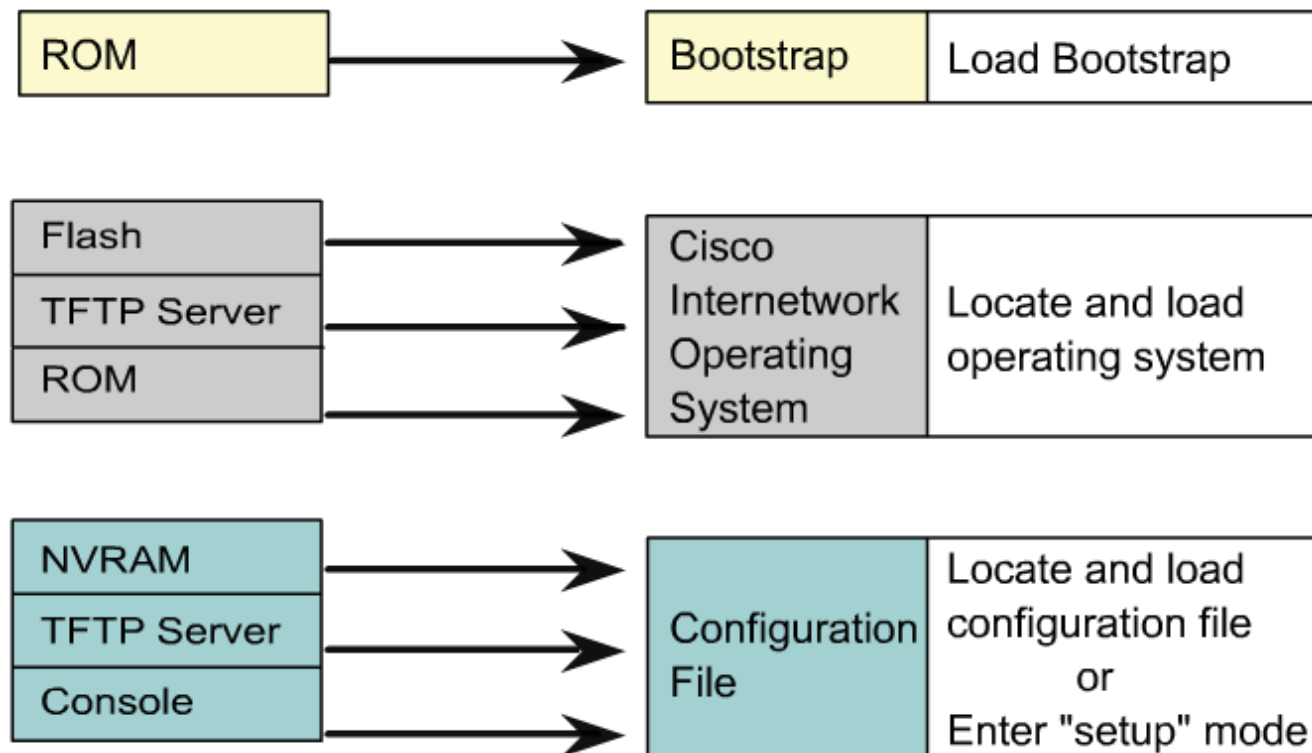 ROM
Bootstrap
Load Bootstrap
Flash
TFTP Server
ROM
Cisco
Internetwork
Operating
System
Locate and load
operating system
NVRAM
TFTP Server
Console
Configuration
File
Locate and load
configuration file
or
Enter "setup" mode